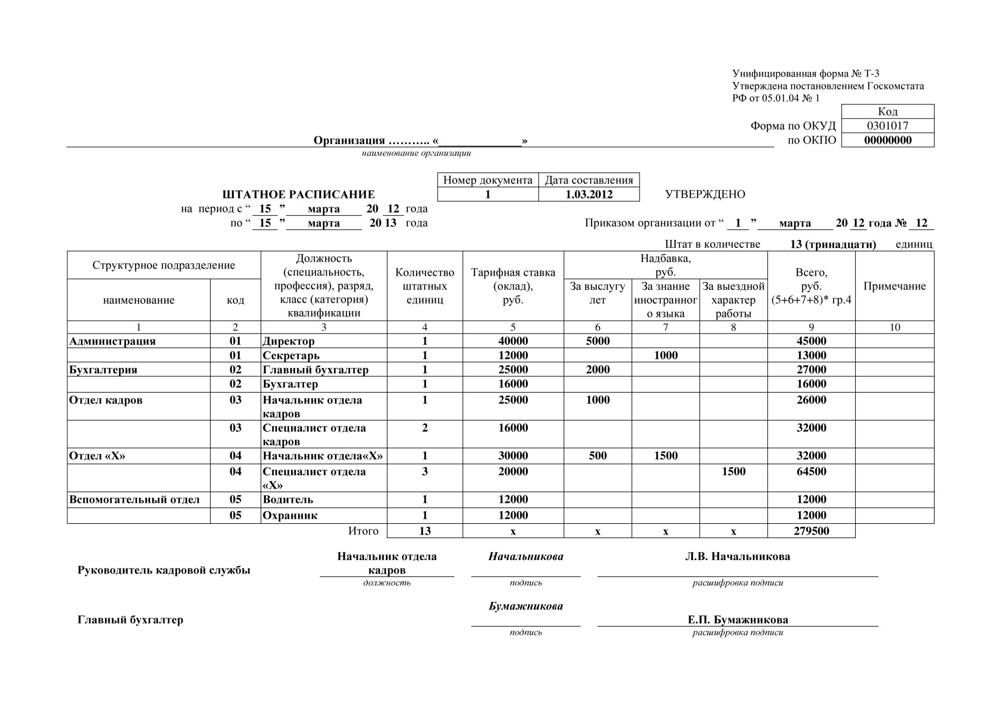 Унифицированная форма № Т-3
Утверждена постановлением Госкомстата
РФ от 05.01.04 № 1
Код
Форма по ОКУД 0301017
Организация ……….. «______________» по ОКПО 00000000
наименование организации
Номер документа Дата составления
ШТАТНОЕ РАСПИСАНИЕ 1 1.03.2012 УТВЕРЖДЕНО
на период с “ 15 ” марта 20 12 года
по “ 15 ” марта 20 13 года Приказом организации от “ 1 ” марта 20 12 года № 12
Штат в количестве 13 (тринадцати) единиц
Структурное подразделение
наименование
код
Должность
(специальность,
профессия), разряд,
класс (категория)
квалификации
Количество
штатных
единиц
Тарифная ставка
(оклад),
руб.
Надбавка,
руб.
За выслугу
лет
За знание
иностранног
о языка
За выездной
характер
работы
Всего,
руб.
(5+6+7+8)* гр.4
Примечание
1 2 3 4 5 6 7 8 9 10
Администрация 01 Директор 1 40000 5000 45000
01 Секретарь 1 12000 1000 13000
Бухгалтерия 02 Главный бухгалтер 1 25000 2000 27000
02 Бухгалтер 1 16000 16000
Отдел кадров 03 Начальник отдела 1 25000 1000 26000
кадров
03 Специалист отдела 2 16000 32000
кадров
Отдел «Х» 04 Начальник отдела«Х» 1 30000 500 1500 32000
04 Специалист отдела 3 20000 1500 64500
«Х»
Вспомогательный отдел 05 Водитель 1 12000 12000
05 Охранник 1 12000 12000
Итого 13 х х х х 279500
Начальник отдела Начальникова Л.В. Начальникова
Руководитель кадровой службы кадров
должность подпись расшифровка подписи
Бумажникова
Главный бухгалтер Е.П. Бумажникова
подпись расшифровка подписи